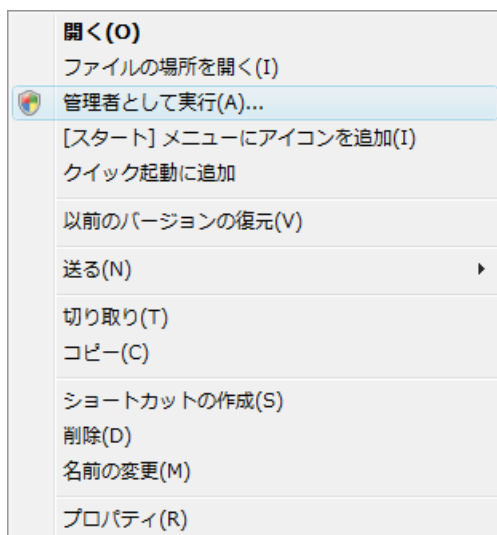 開く(O)
ファイルの場所を開く(I)
管理者として実行(A)...
[スタート] メニューにアイコンを追加(I)
クイック起動に追加
以前のバージョンの復元(V)
送る(N)
切り取り(T)
コピー(C)
ショートカットの作成(S)
削除(D)
名前の変更(M)
プロパティ(R)